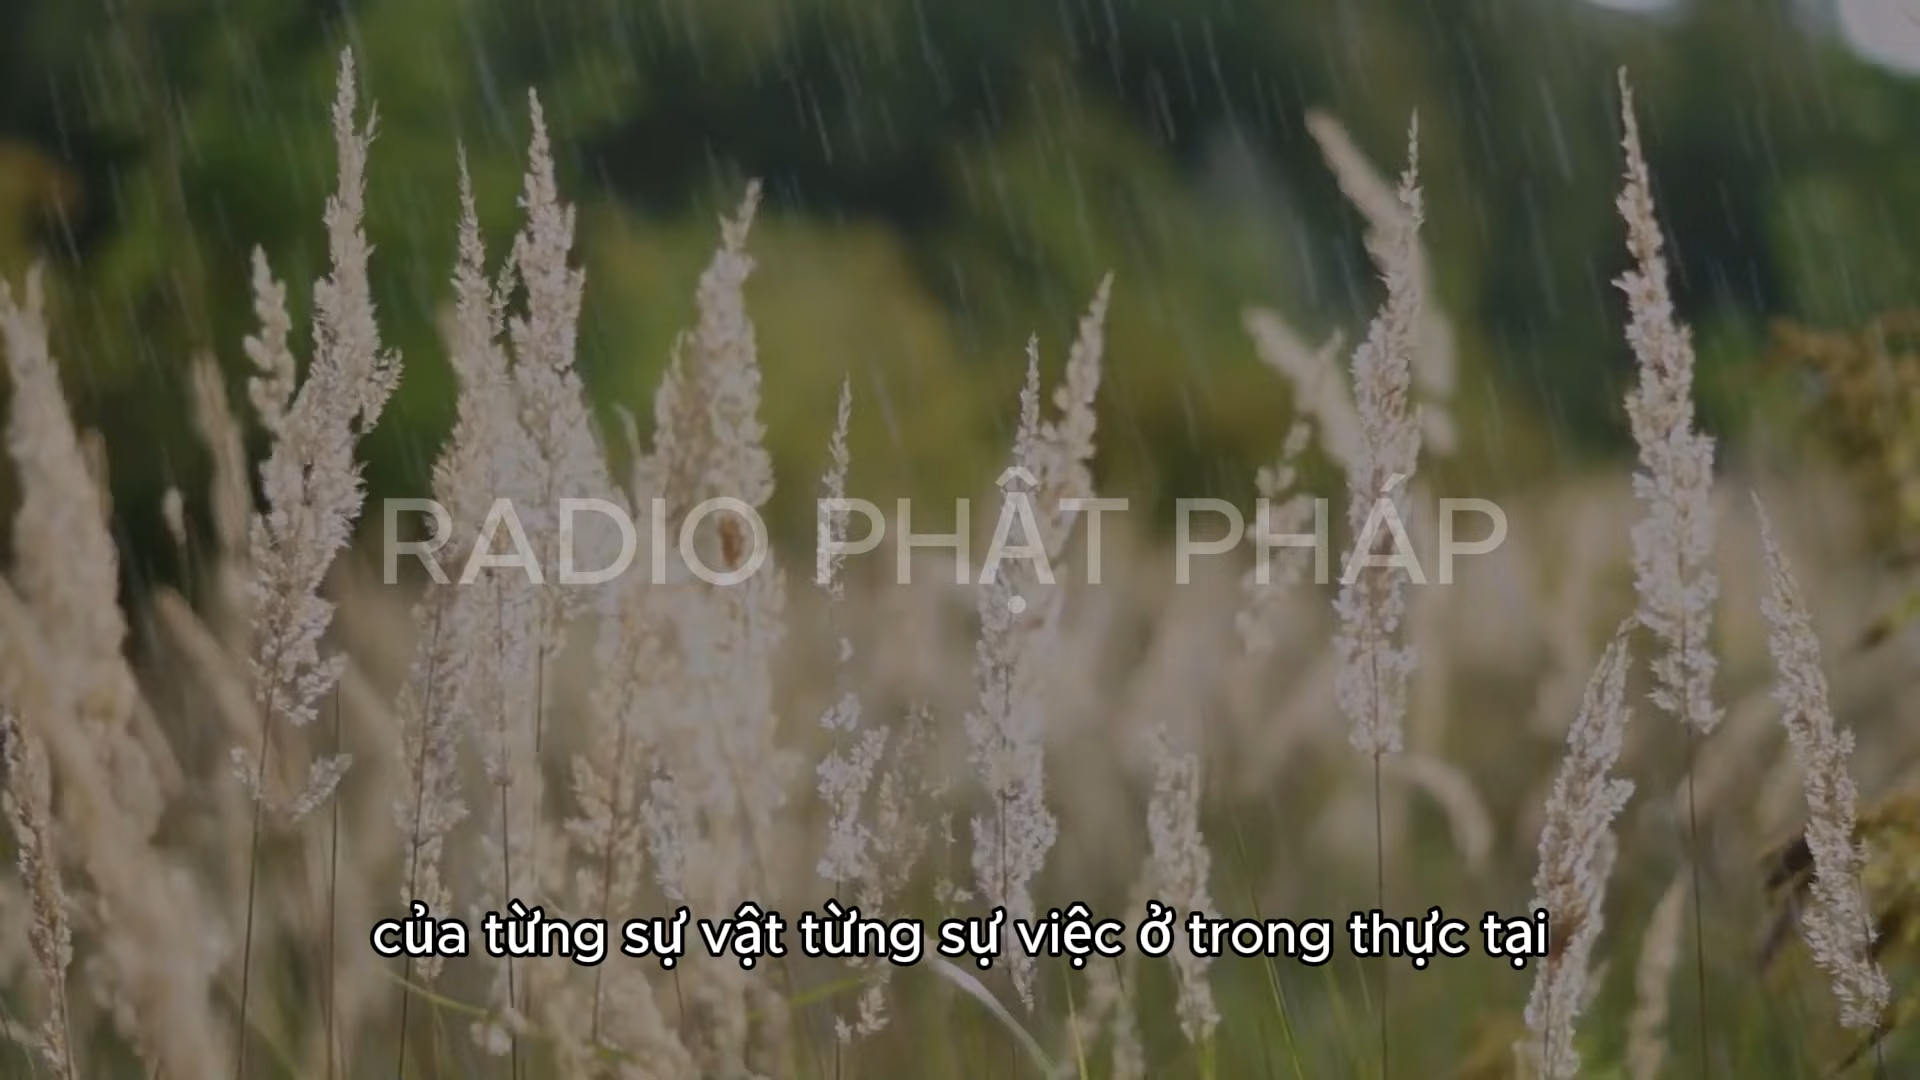 RADIO PHẬT PHÁP
của từng sự vật từng sự việc ở trong thực tại